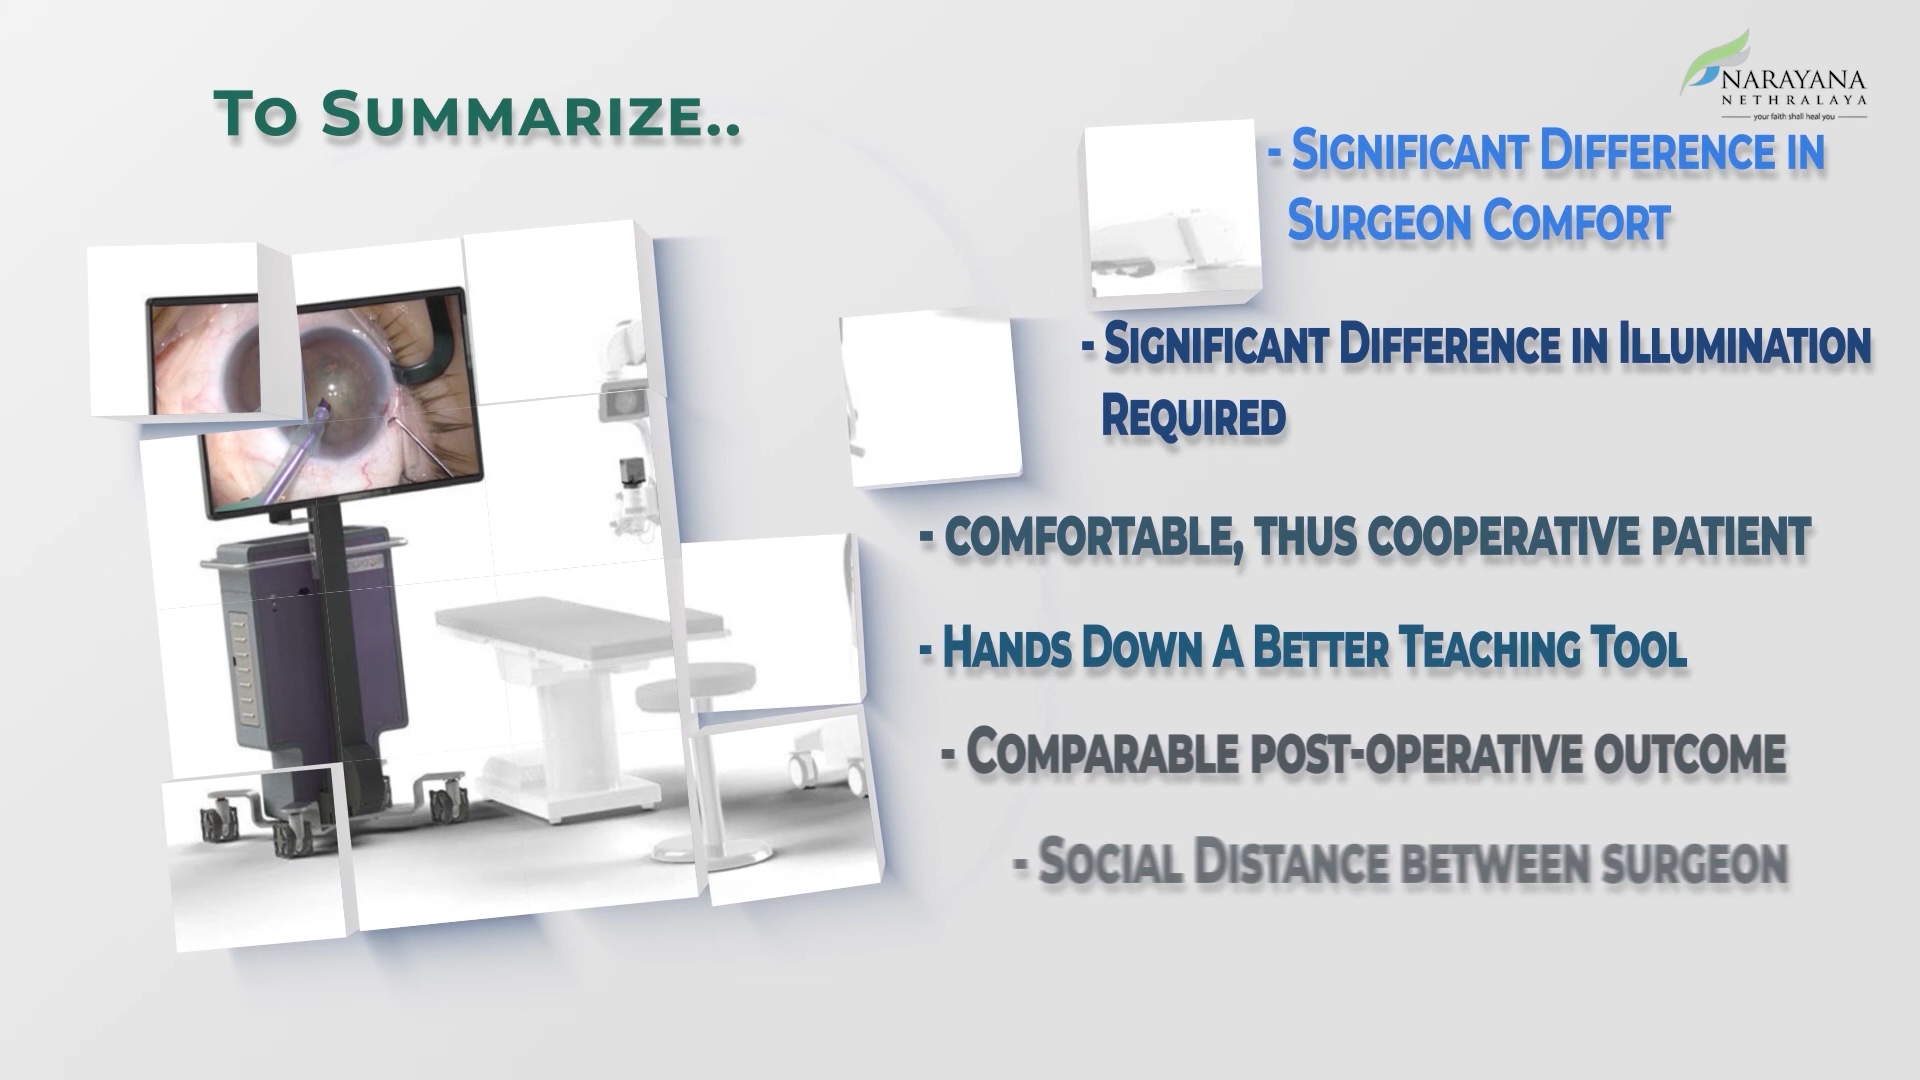 To Summarize..
NARAYANA
NETHRALAYA
your faith shall heal you
- Significant Difference in
Surgeon Comfort
- Significant Difference in Illumination
Required
- COMFORTABLE, THUS COOPERATIVE PATIENT
- Hands Down A Better Teaching Tool
- Comparable post-operative outcome
- Social Distance between surgeon